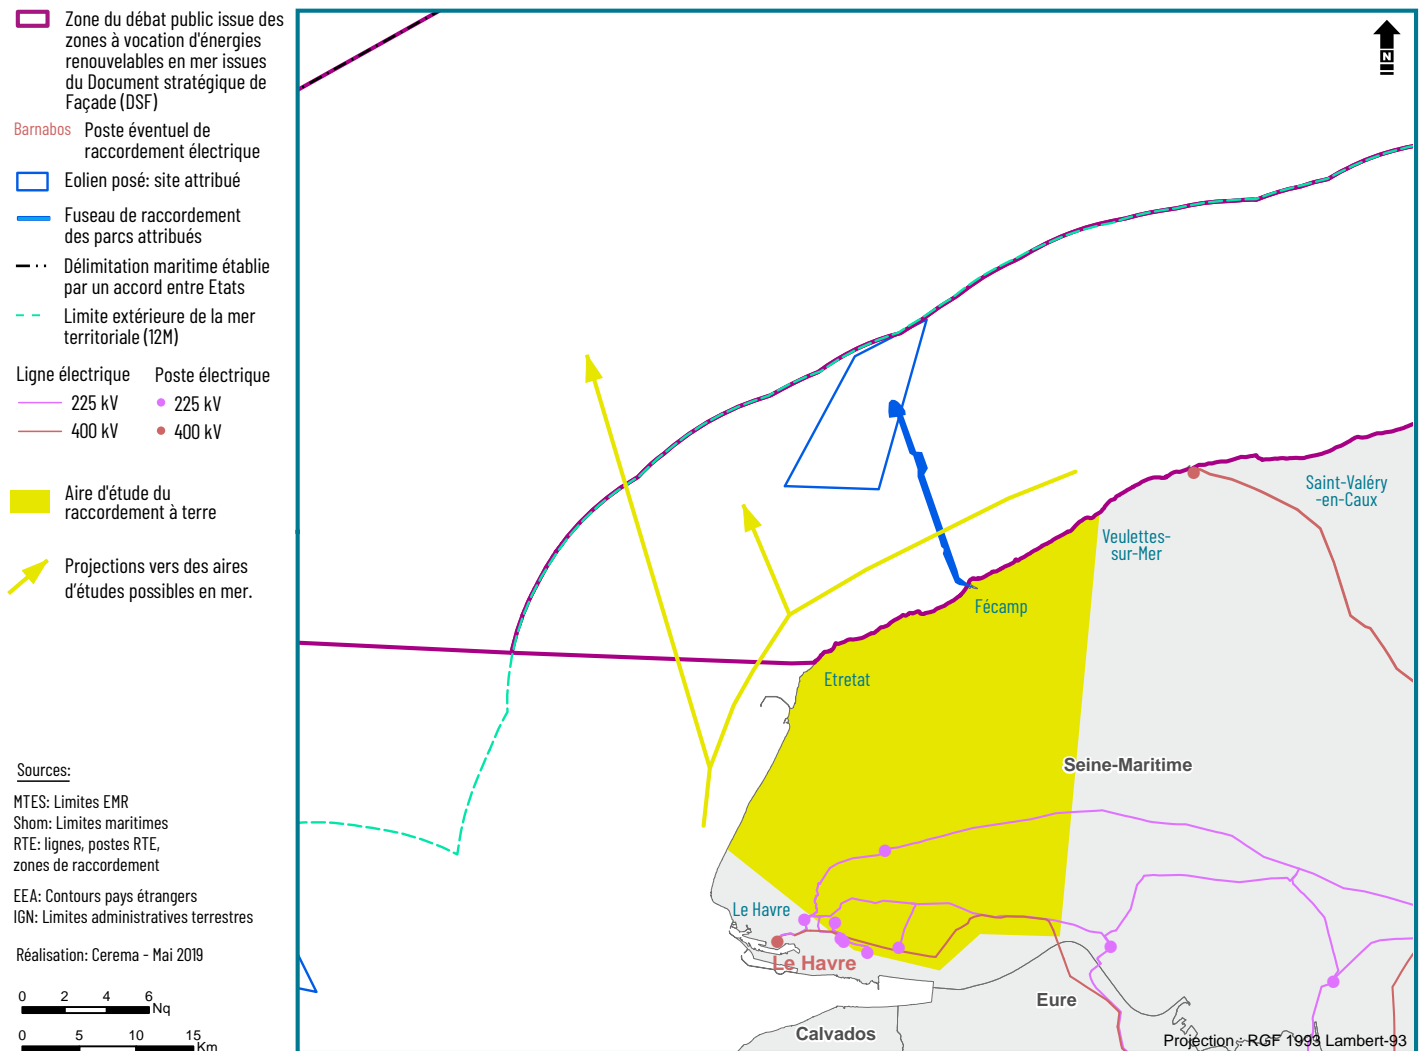 Zone du débat public issue des
zones à vocation d'énergies
renouvelables en mer issues
du Document stratégique de
Façade (DSF)
Barnabos Poste éventuel de
raccordement électrique
Eolien posé: site attribué
Fuseau de raccordement
des parcs attribués
Délimitation maritime établie
par un accord entre Etats
Limite extérieure de la mer
territoriale (12M)
Ligne électrique Poste électrique
225 kV 225 kV
400 kV 400 kV
Aire d'étude du
raccordement à terre
Projections vers des aires
d'études possibles en mer.
Sources:
MTES: Limites EMR
Shom: Limites maritimes
RTE: lignes, postes RTE,
zones de raccordement
EEA: Contours pays étrangers
IGN: Limites administratives terrestres
Réalisation: Cerema - Mai 2019
0 2 4 6
Nq
0 5 10 15
Km
N
Saint-Valéry
-en-Caux
Veulettes-
sur-Mer
Fécamp
Etretat
Seine-Maritime
Le Havre
Le Havre
Eure
Calvados
Projection : RGF 1993 Lambert-93